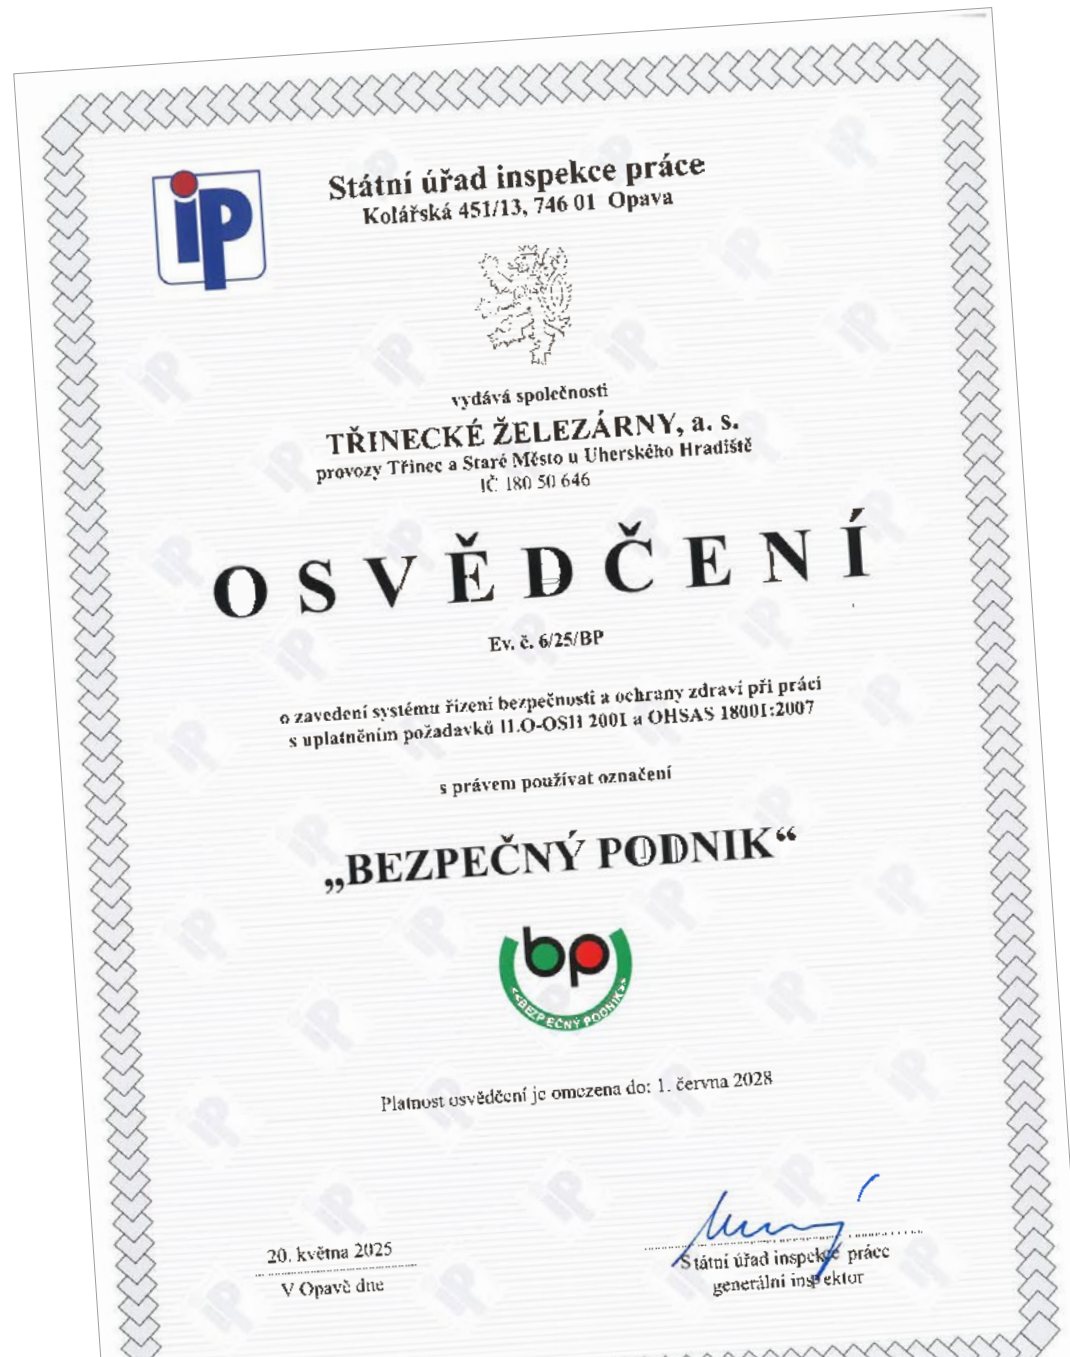 ip
Státní úřad inspekce práce
Kolářská 451/13, 746 01 Opava
vydává společnosti
TŘINECKÉ ŽELEZÁRNY, a. s.
provozy Třinec a Staré Město u Uherského Hradiště
IČ 180 50 646
OSVĚDČENÍ
Ev. č. 6/25/BP
o zavedení systému řízení bezpečnosti a ochrany zdraví při práci
s uplatněním požadavků ILO-OSH 2001 a OHSAS 18001:2007
s právem používat označení
„BEZPEČNÝ PODNIK“
bp
<<BEZPEČNÝ PODNIK>>
Platnost osvědčení je omezena do: 1. června 2028
20. května 2025
V Opavě dne
Státní úřad inspekce práce
generální inspektor